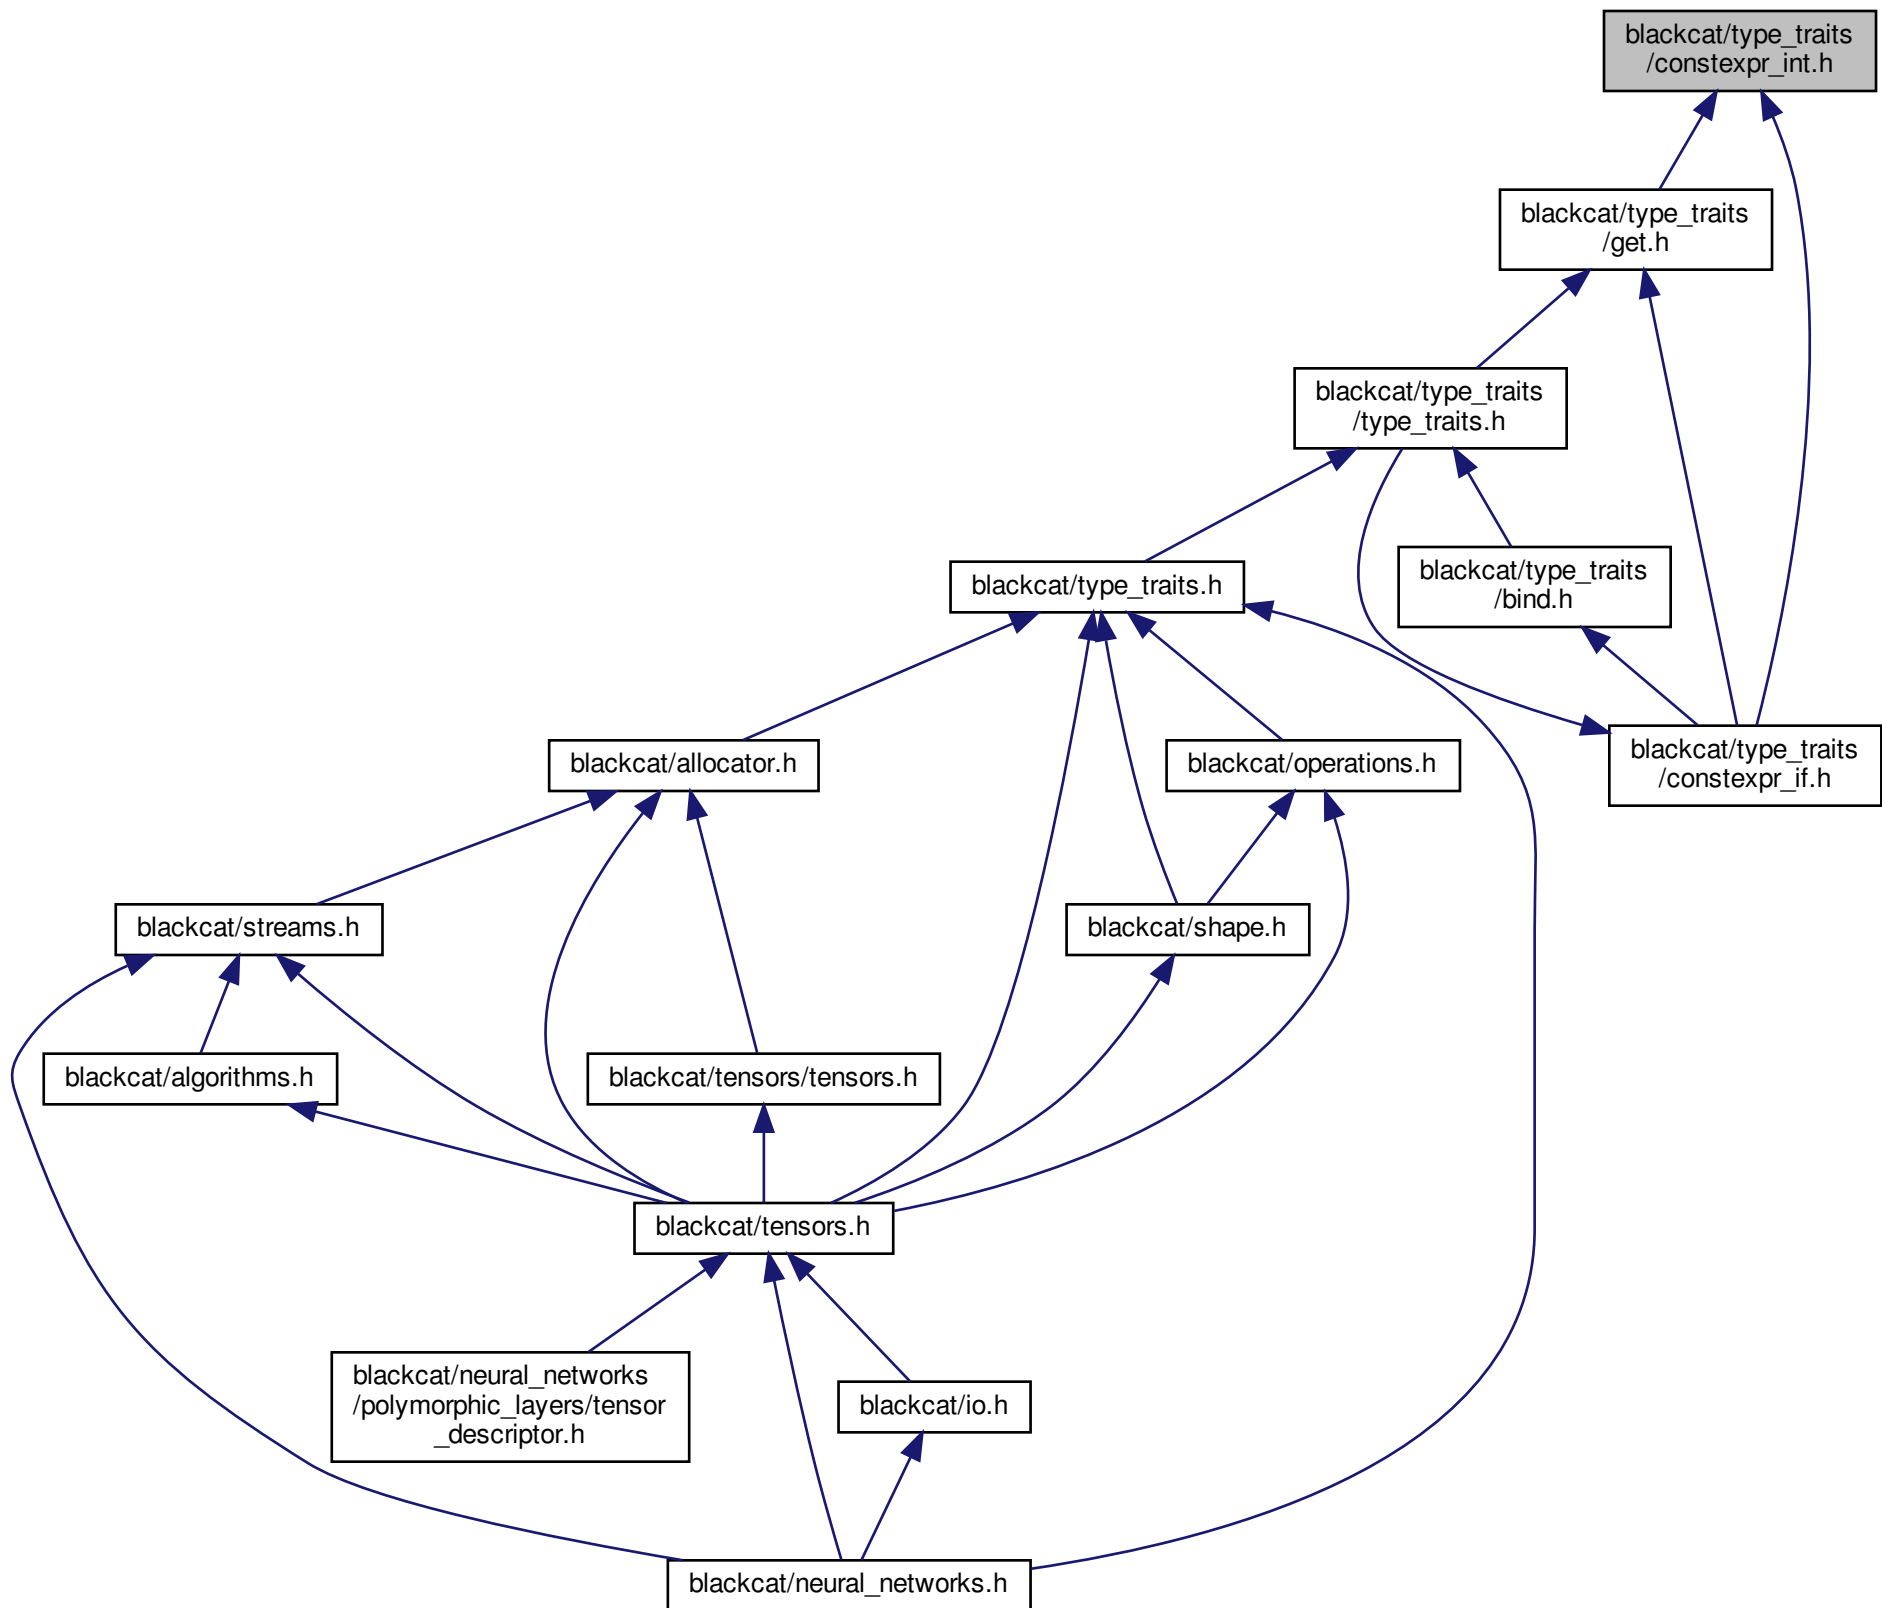 blackcat/type_traits
/constexpr_int.h
blackcat/type_traits
/get.h
blackcat/type_traits
/type_traits.h
blackcat/type_traits.h
blackcat/type_traits
/bind.h
blackcat/allocator.h
blackcat/operations.h
blackcat/type_traits
/constexpr_if.h
blackcat/streams.h
blackcat/shape.h
blackcat/algorithms.h
blackcat/tensors/tensors.h
blackcat/tensors.h
blackcat/neural_networks
/polymorphic_layers/tensor
_descriptor.h
blackcat/io.h
blackcat/neural_networks.h